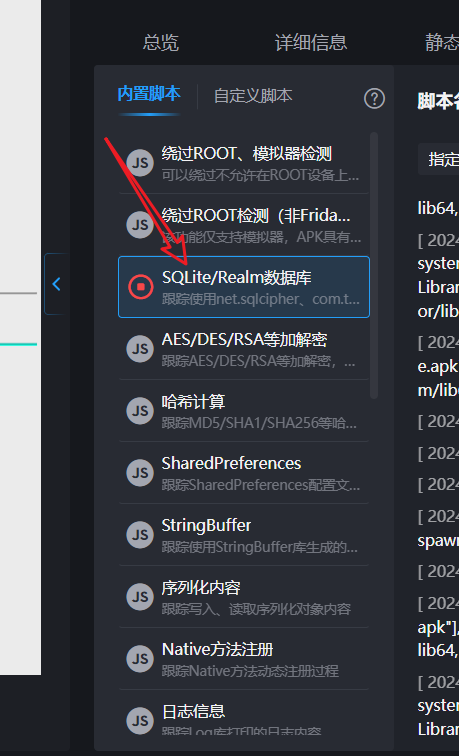 总览
详细信息
静态
内置脚本
自定义脚本
?
脚本名
JS
绕过ROOT、模拟器检测
可以绕过不允许在ROOT设备上...
指定
JS
绕过ROOT检测（非Frida...
该功能仅支持模拟器，APK具有...
SQLite/Realm数据库
跟踪使用net.sqlcipher、com.t...
JS
AES/DES/RSA等加解密
跟踪AES/DES/RSA等加解密，...
JS
哈希计算
跟踪MD5/SHA1/SHA256等哈...
JS
SharedPreferences
跟踪SharedPreferences配置文...
JS
StringBuffer
跟踪使用StringBuffer库生成的...
JS
序列化内容
跟踪写入、读取序列化对象内容
JS
Native方法注册
跟踪Native方法动态注册过程
JS
日志信息
跟踪Log库打印的日志内容
lib64,
[ 2024
system
Librar
or/lib
[ 2024
e.apk
m/lib
[ 2024
[ 2024
[ 2024
[ 2024
spawn
[ 2024
[ 2024
apk"],
lib64,
[ 2024
system
Librar